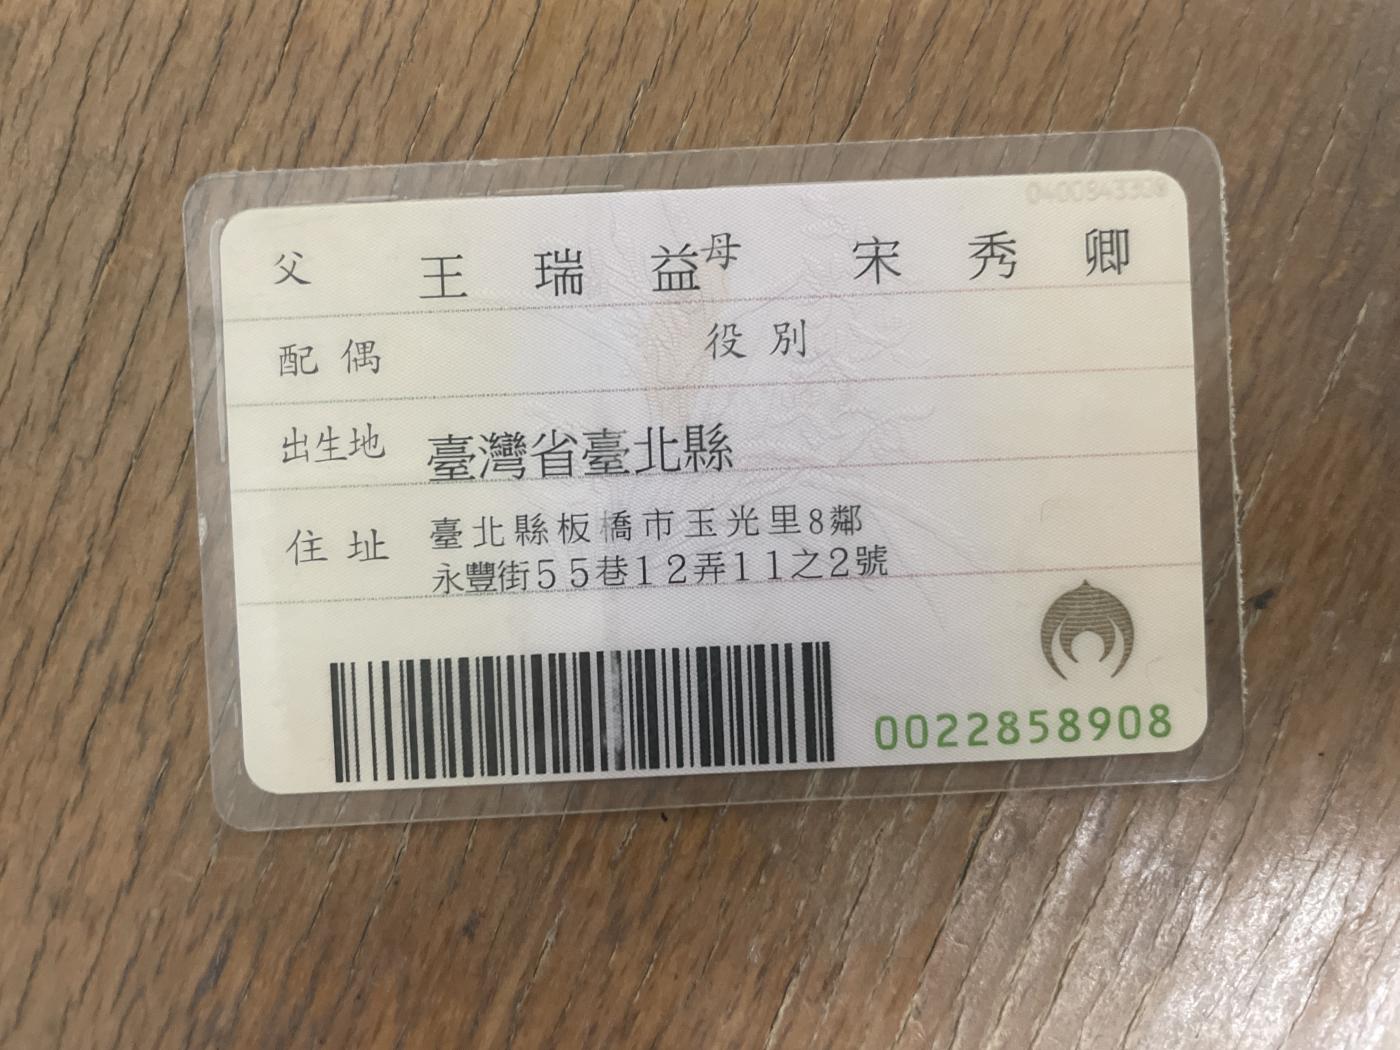 父 王瑞益 母 宋秀卿
配偶 役別
出生地 臺灣省臺北縣
住址 臺北縣板橋市玉光里8鄰
永豐街55巷12弄11之2號
0022858908